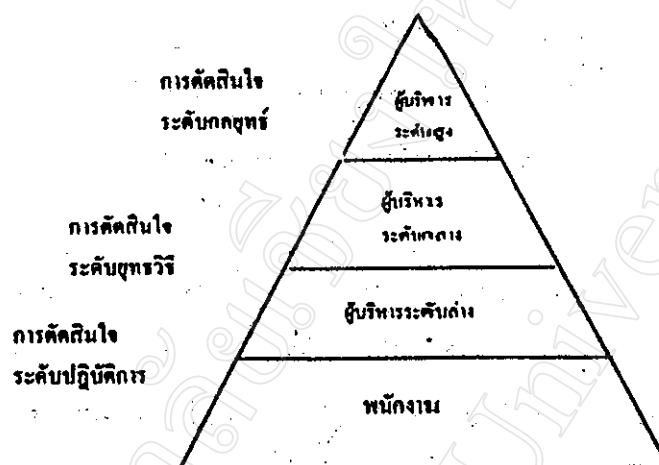 การตัดสินใจ
ระดับกลยุทธ์
ผู้บริหาร
ระดับสูง
การตัดสินใจ
ระดับยุทธวิธี
ผู้บริหาร
ระดับกลาง
การตัดสินใจ
ระดับปฏิบัติการ
ผู้บริหารระดับล่าง
พนักงาน